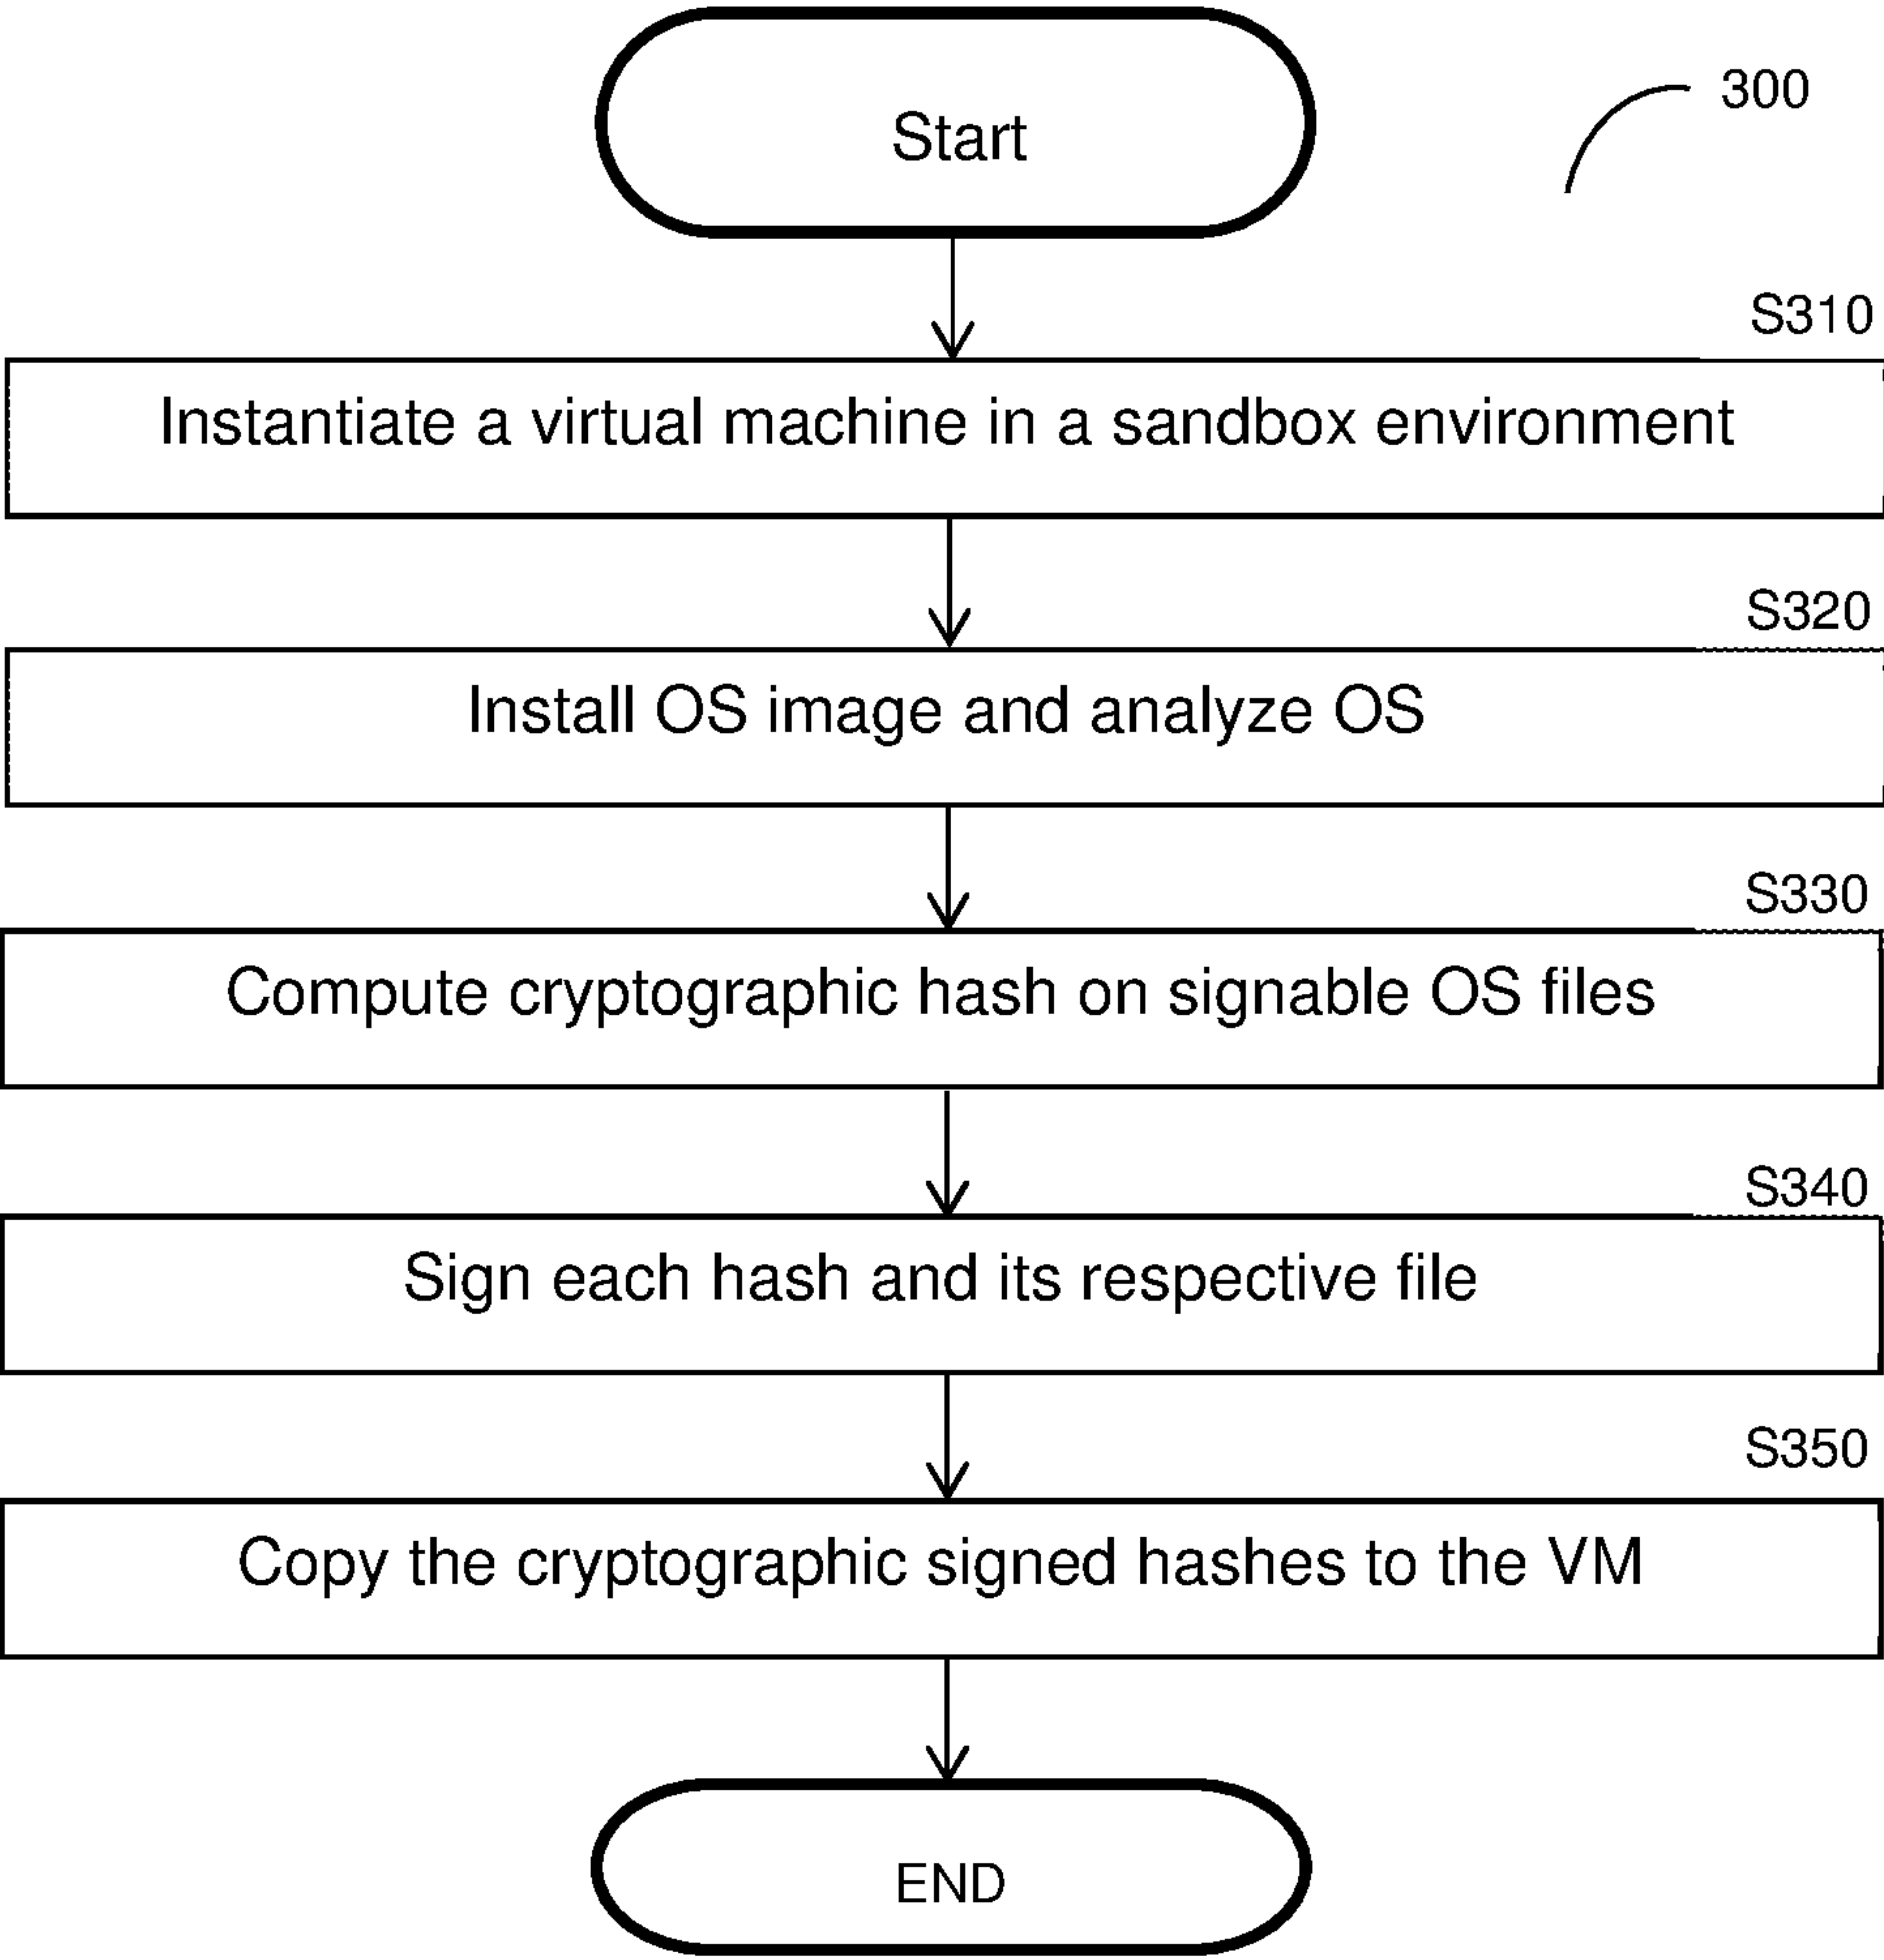 Start
300
S310
Instantiate a virtual machine in a sandbox environment
S320
Install OS image and analyze OS
S330
Compute cryptographic hash on signable OS files
S340
Sign each hash and its respective file
S350
Copy the cryptographic signed hashes to the VM
END